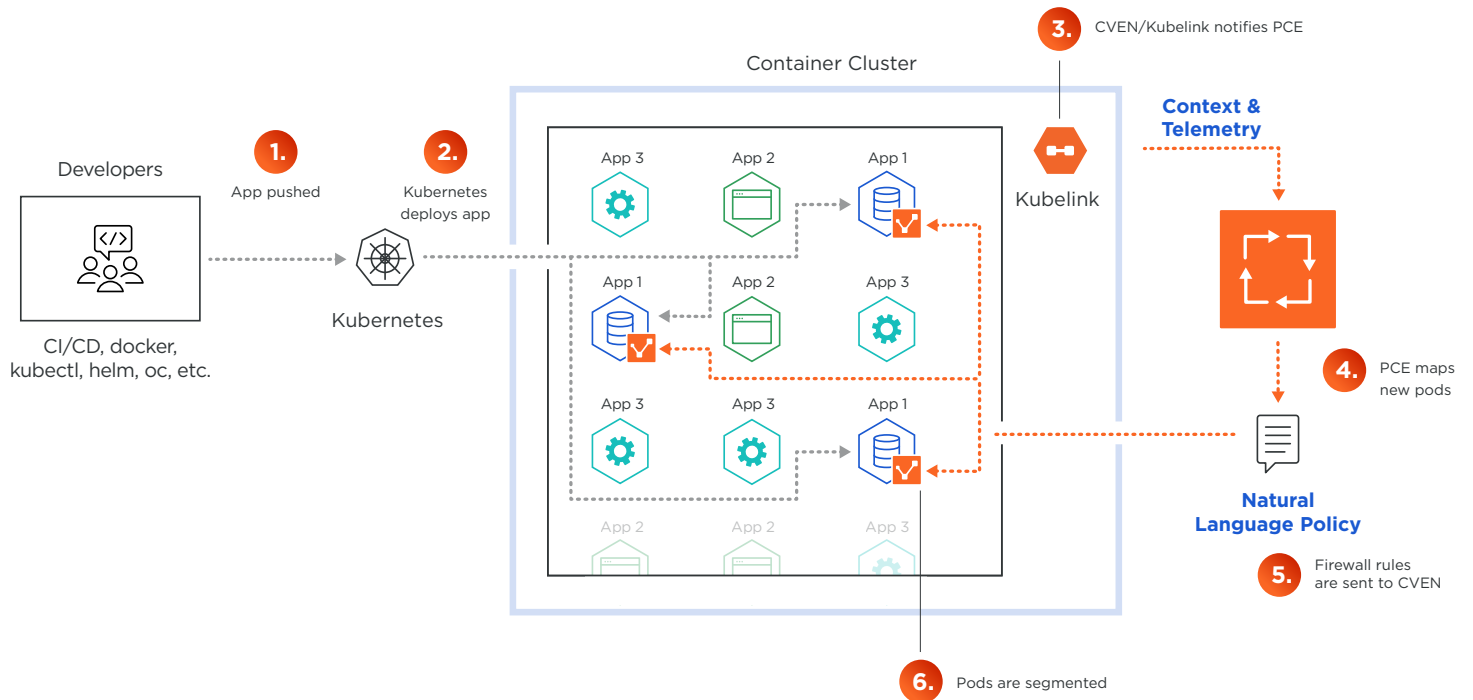 3.
CVEN/Kubelink notifies PCE
Container Cluster
Context &
Telemetry
1.
App pushed
2.
Kubernetes
deploys app
Developers
</>
CI/CD, docker,
kubectl, helm, oc, etc.
Kubernetes
App 3
App 2
App 1
Kubelink
App 1
App 2
App 3
App 3
App 3
App 1
App 2
App 2
App 3
4.
PCE maps
new pods
Natural
Language Policy
5.
Firewall rules
are sent to CVEN
6.
Pods are segmented